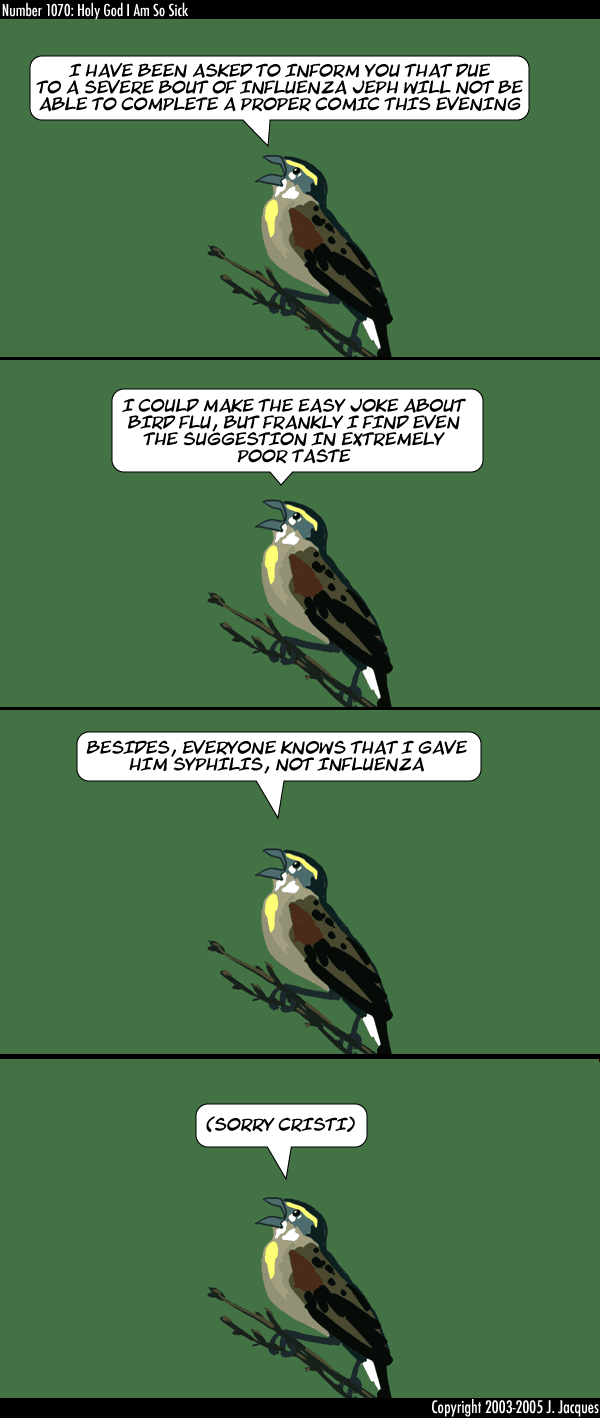 Number 1070: Holy God I Am So Sick
I HAVE BEEN ASKED TO INFORM YOU THAT DUE
TO A SEVERE BOUT OF INFLUENZA JEPH WILL NOT BE
ABLE TO COMPLETE A PROPER COMIC THIS EVENING
I COULD MAKE THE EASY JOKE ABOUT
BIRD FLU, BUT FRANKLY I FIND EVEN
THE SUGGESTION IN EXTREMELY
POOR TASTE
BESIDES, EVERYONE KNOWS THAT I GAVE
HIM SYPHILIS, NOT INFLUENZA
(SORRY CRISTI)
Copyright 2003-2005 J. Jacques